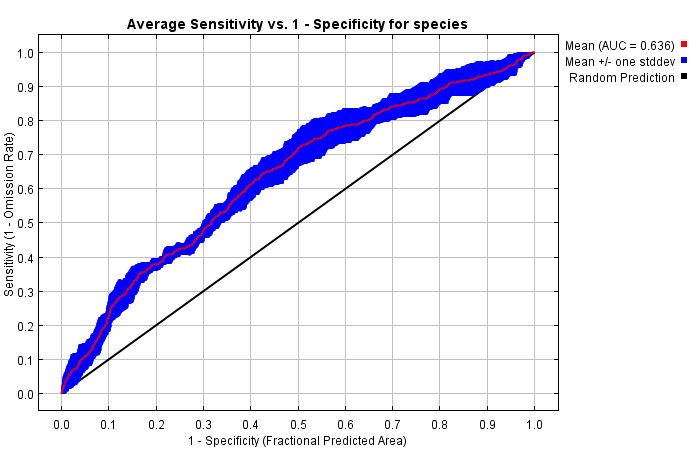 Average Sensitivity vs. 1 - Specificity for species
Mean (AUC = 0.636)
Mean +/- one stddev
Random Prediction
Sensitivity (1 - Omission Rate)
1.0
0.9
0.8
0.7
0.6
0.5
0.4
0.3
0.2
0.1
0.0
0.0 0.1 0.2 0.3 0.4 0.5 0.6 0.7 0.8 0.9 1.0
1 - Specificity (Fractional Predicted Area)